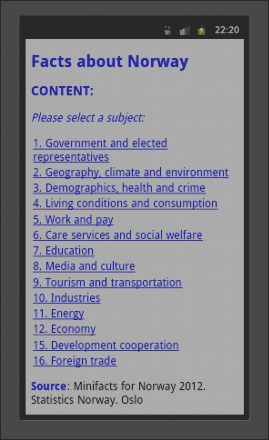 22:20
Facts about Norway
CONTENT:
Please select a subject:
1. Government and elected
representatives
2. Geography, climate and environment
3. Demographics, health and crime
4. Living conditions and consumption
5. Work and pay
6. Care services and social welfare
7. Education
8. Media and culture
9. Tourism and transportation
10. Industries
11. Energy
12. Economy
15. Development cooperation
16. Foreign trade
Source: Minifacts for Norway 2012.
Statistics Norway. Oslo